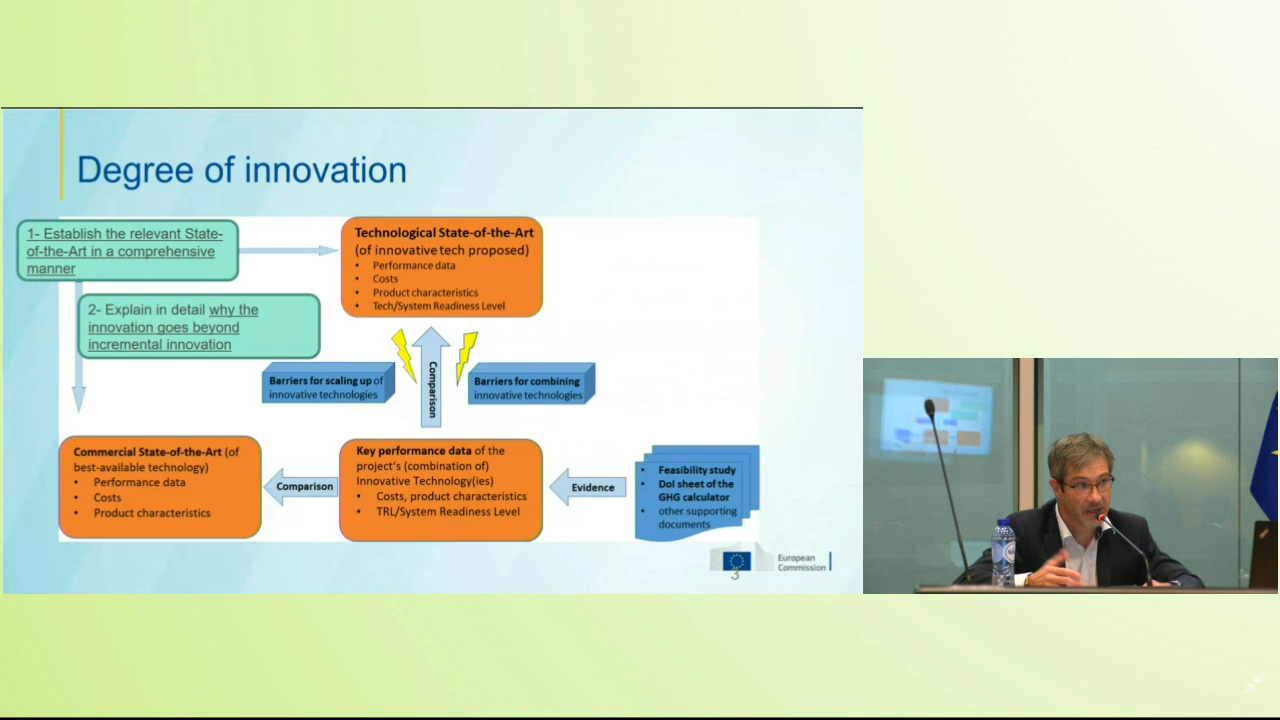 Degree of innovation
1- Establish the relevant State-
of-the-Art in a comprehensive
manner
2- Explain in detail why the
innovation goes beyond
incremental innovation
Technological State-of-the-Art
(of innovative tech proposed)
• Performance data
• Costs
• Product characteristics
• Tech/System Readiness Level
Barriers for scaling up of
innovative technologies
Comparison
Barriers for combining
innovative technologies
Commercial State-of-the-Art (of
best-available technology)
• Performance data
• Costs
• Product characteristics
Comparison
Key performance data of the
project's (combination of)
Innovative Technology(ies)
• Costs, product characteristics
• TRL/System Readiness Level
Evidence
• Feasibility study
• DoI sheet of the
GHG calculator
• other supporting
documents
European
Commission
3